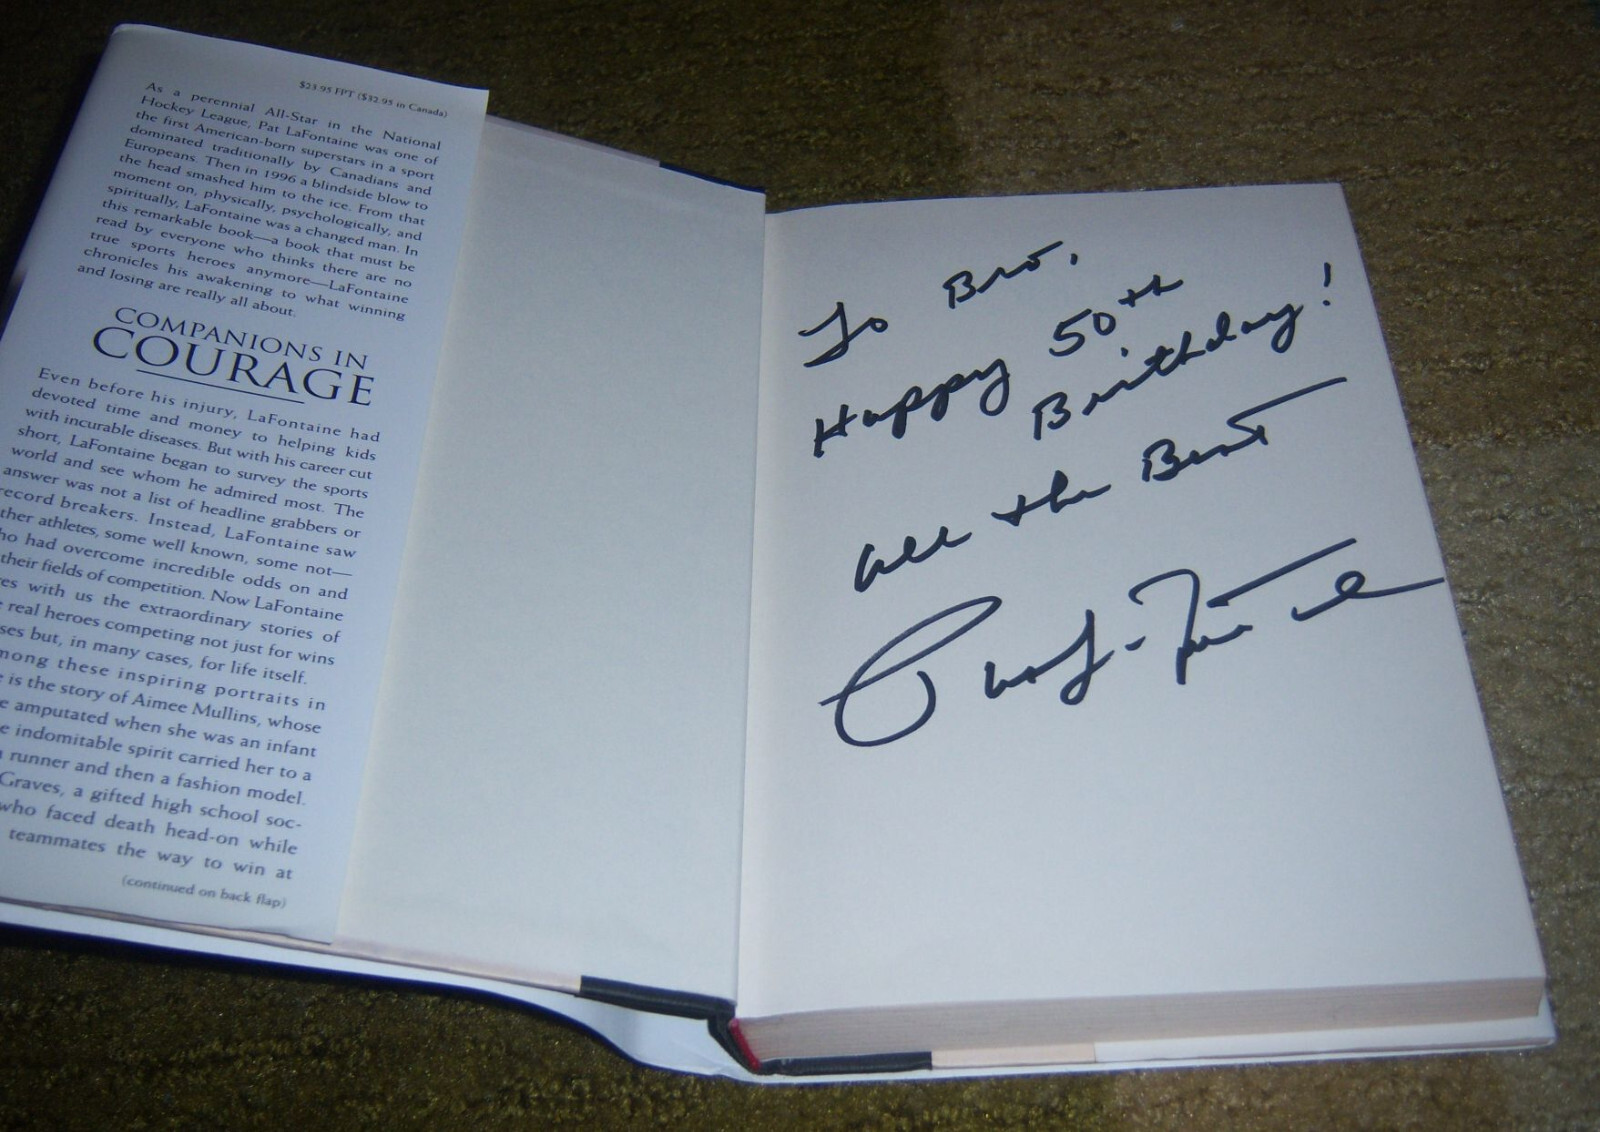 $23.95 FPT ($32.95 in Canada)
As a perennial All-Star in the National
Hockey League, Pat LaFontaine was one of
the first American-born superstars in a sport
dominated traditionally by Canadians and
Europeans. Then in 1996 a blindside blow to
the head smashed him to the ice. From that
moment on, physically, psychologically, and
spiritually, LaFontaine was a changed man. In
this remarkable book—a book that must be
read by everyone who thinks there are no
true sports heroes anymore—LaFontaine
chronicles his awakening to what winning
and losing are really all about.
COMPANIONS IN
COURAGE
Even before his injury, LaFontaine had
devoted time and money to helping kids
with incurable diseases. But with his career cut
short, LaFontaine began to survey the sports
world and see whom he admired most. The
answer was not a list of headline grabbers or
record breakers. Instead, LaFontaine saw
ther athletes, some well known, some not—
ho had overcome incredible odds on and
their fields of competition. Now LaFontaine
es with us the extraordinary stories of
real heroes competing not just for wins
ses but, in many cases, for life itself.
mong these inspiring portraits in
is the story of Aimee Mullins, whose
e amputated when she was an infant
e indomitable spirit carried her to a
runner and then a fashion model.
Graves, a gifted high school soc-
who faced death head-on while
teammates the way to win at
(continued on back flap)
To Bro,
Happy 50th
Birthday!
All the Best
Pat LaFontaine